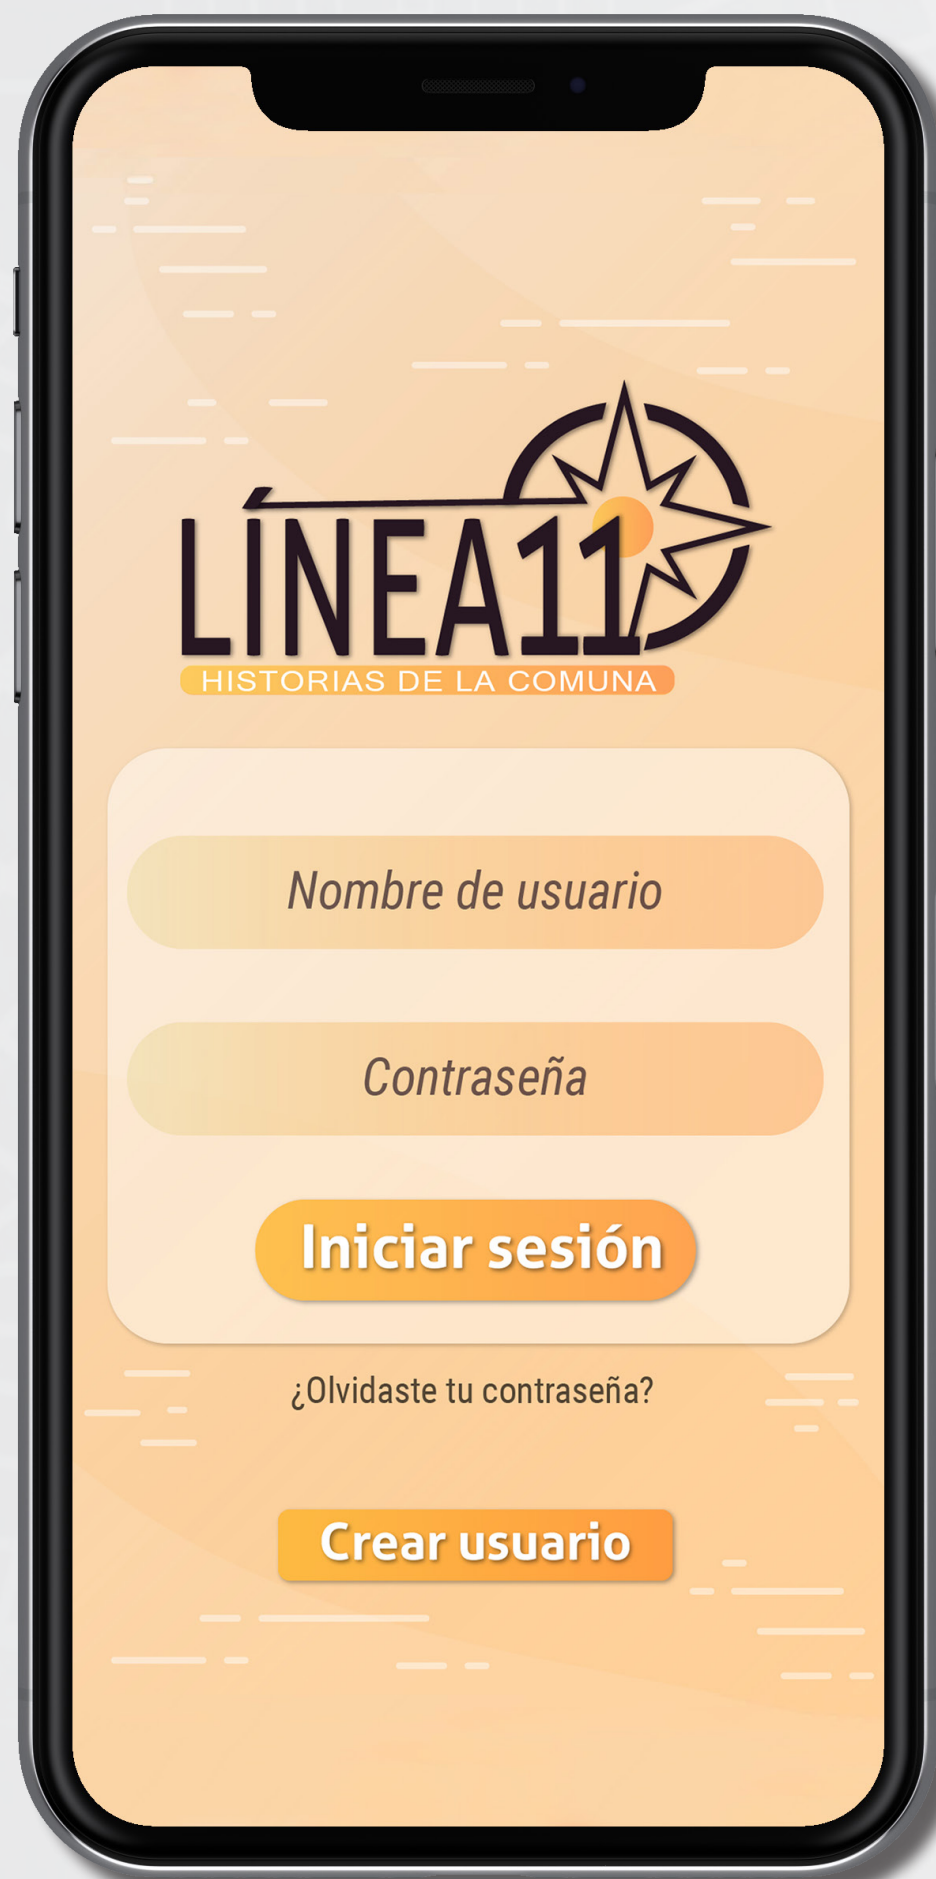 LÍNEA11
HISTORIAS DE LA COMUNA
Nombre de usuario
Contraseña
Iniciar sesión
¿Olvidaste tu contraseña?
Crear usuario